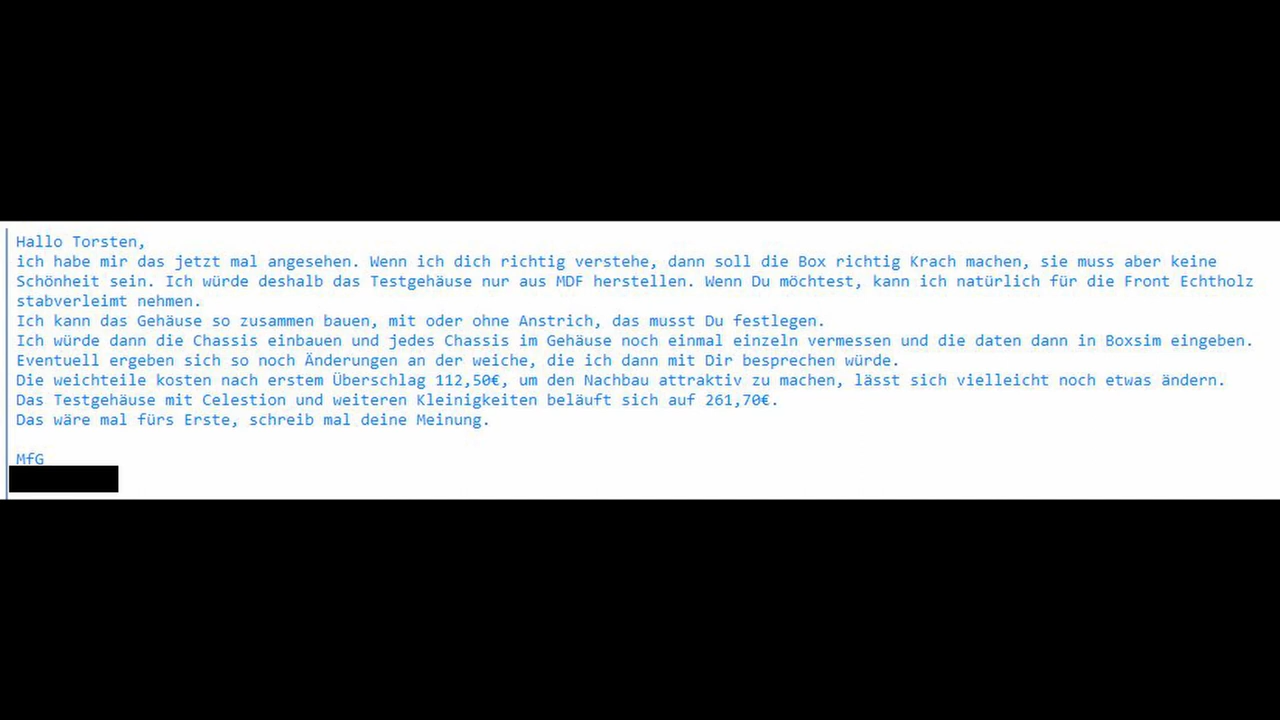 Hallo Torsten,
ich habe mir das jetzt mal angesehen. Wenn ich dich richtig verstehe, dann soll die Box richtig Krach machen, sie muss aber keine
Schönheit sein. Ich würde deshalb das Testgehäuse nur aus MDF herstellen. Wenn Du möchtest, kann ich natürlich für die Front Echtholz
stabverleimt nehmen.
Ich kann das Gehäuse so zusammen bauen, mit oder ohne Anstrich, das musst Du festlegen.
Ich würde dann die Chassis einbauen und jedes Chassis im Gehäuse noch einmal einzeln vermessen und die daten dann in Boxsim eingeben.
Eventuell ergeben sich so noch Änderungen an der weiche, die ich dann mit Dir besprechen würde.
Die weichteile kosten nach erstem Überschlag 112,50€, um den Nachbau attraktiv zu machen, lässt sich vielleicht noch etwas ändern.
Das Testgehäuse mit Celestion und weiteren Kleinigkeiten beläuft sich auf 261,70€.
Das wäre mal fürs Erste, schreib mal deine Meinung.
MfG